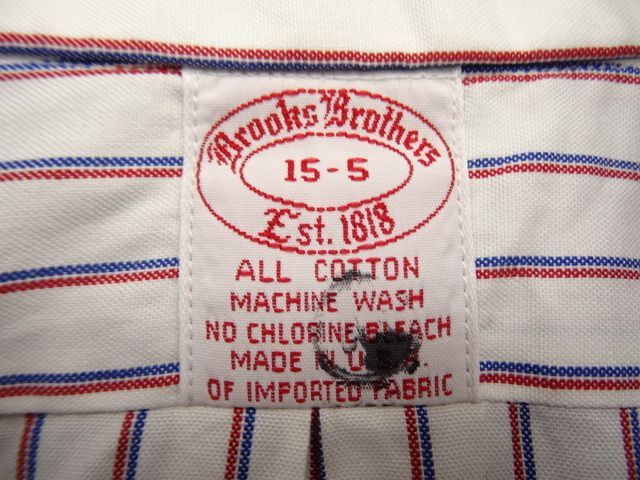 Brooks Brothers
15-5
Est. 1818
ALL COTTON
MACHINE WASH
NO CHLORINE BLEACH
MADE IN U.S.
OF IMPORTED FABRIC